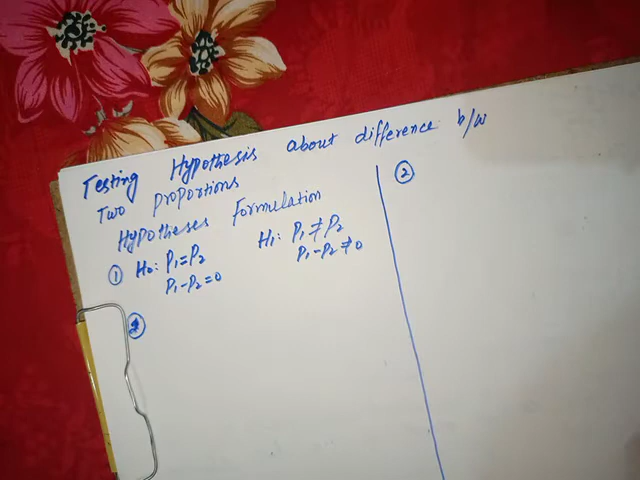 Testing Hypothesis about difference b/w
Two proportions
Hypotheses Formulation
① H₀: P₁=P₂ H₁: P₁≠P₂
P₁-P₂=0 P₁-P₂≠0
②